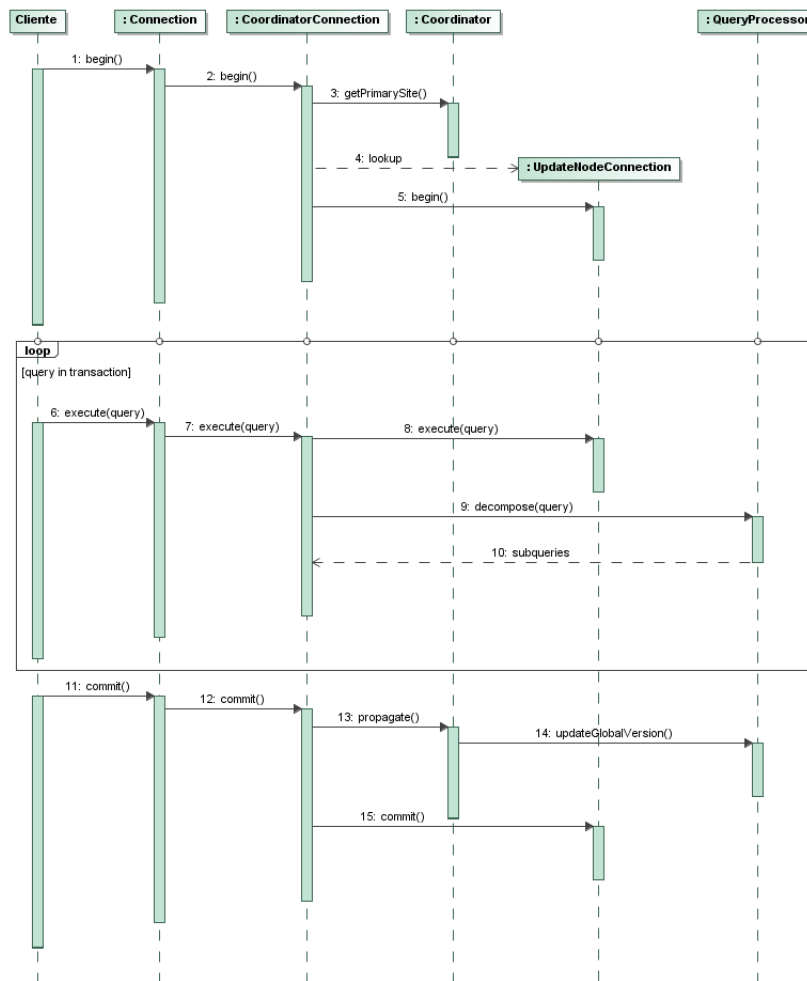 Cliente
: Connection
: CoordinatorConnection
: Coordinator
: QueryProcessor
1: begin()
2: begin()
3: getPrimarySite()
4: lookup
: UpdateNodeConnection
5: begin()
loop
[query in transaction]
6: execute(query)
7: execute(query)
8: execute(query)
9: decompose(query)
10: subqueries
11: commit()
12: commit()
13: propagate()
14: updateGlobalVersion()
15: commit()